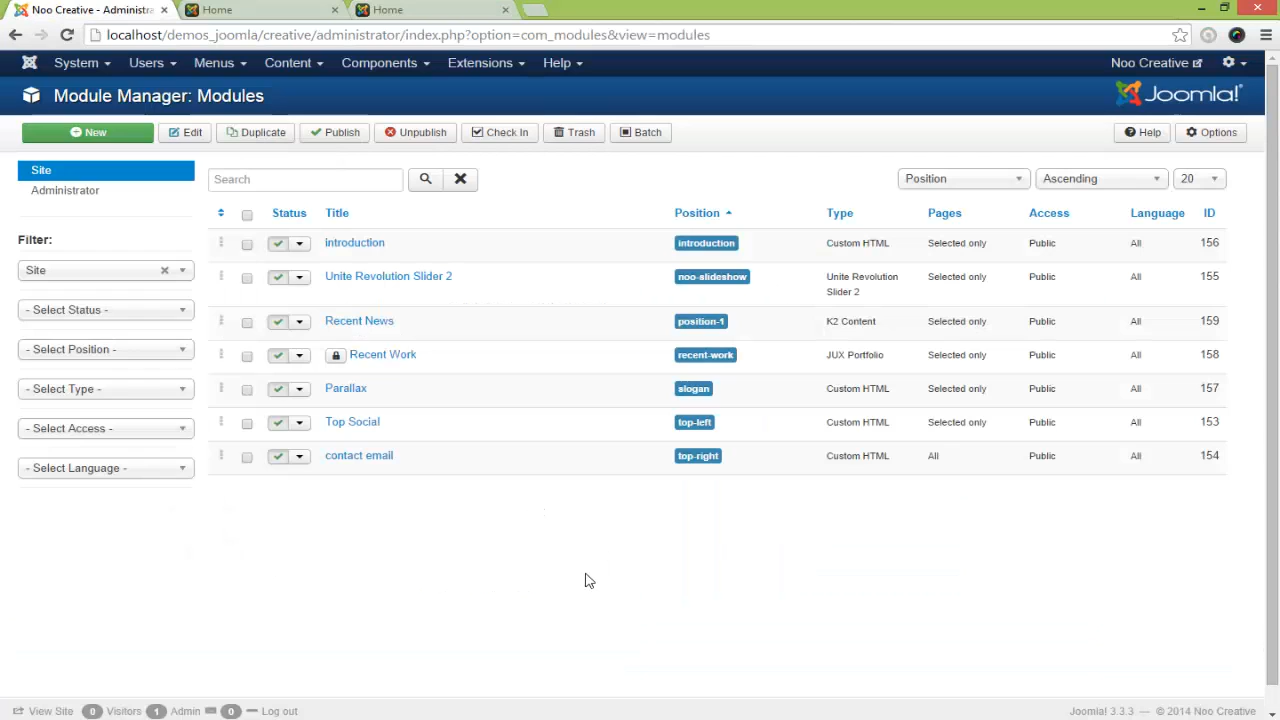 Noo Creative - Administra
Home
Home
localhost/demos_joomla/creative/administrator/index.php?option=com_modules&view=modules
System Users Menus Content Components Extensions Help Noo Creative
Module Manager: Modules Joomla!
New Edit Duplicate Publish Unpublish Check In Trash Batch Help Options
Site
Administrator
Search Position Ascending 20
Status Title Position Type Pages Access Language ID
Filter:
Site
- Select Status -
- Select Position -
- Select Type -
- Select Access -
- Select Language -
introduction introduction Custom HTML Selected only Public All 156
Unite Revolution Slider 2 noo-slideshow Unite Revolution Slider 2 Selected only Public All 155
Recent News position-1 K2 Content Selected only Public All 159
Recent Work recent-work JUX Portfolio Selected only Public All 158
Parallax slogan Custom HTML Selected only Public All 157
Top Social top-left Custom HTML Selected only Public All 153
contact email top-right Custom HTML All Public All 154
View Site 0 Visitors 1 Admin 0 Log out Joomla! 3.3.3 — © 2014 Noo Creative